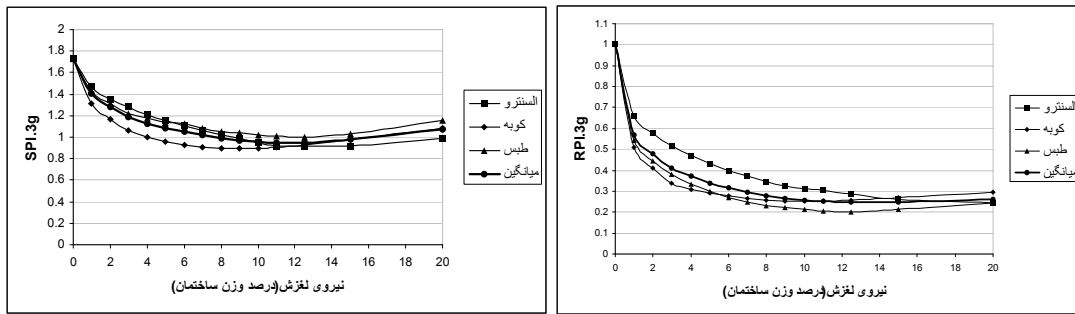 SPI.3g
2
1.8
1.6
1.4
1.2
1
0.8
0.6
0.4
0.2
0
0 2 4 6 8 10 12 14 16 18 20
نیروی لغزش(درصد وزن ساختمان)
السنترو
کوبه
طبس
میانگین
RPI.3g
1.1
1
0.9
0.8
0.7
0.6
0.5
0.4
0.3
0.2
0.1
0
0 2 4 6 8 10 12 14 16 18 20
نیروی لغزش(درصد وزن ساختمان)
السنترو
کوبه
طبس
میانگین